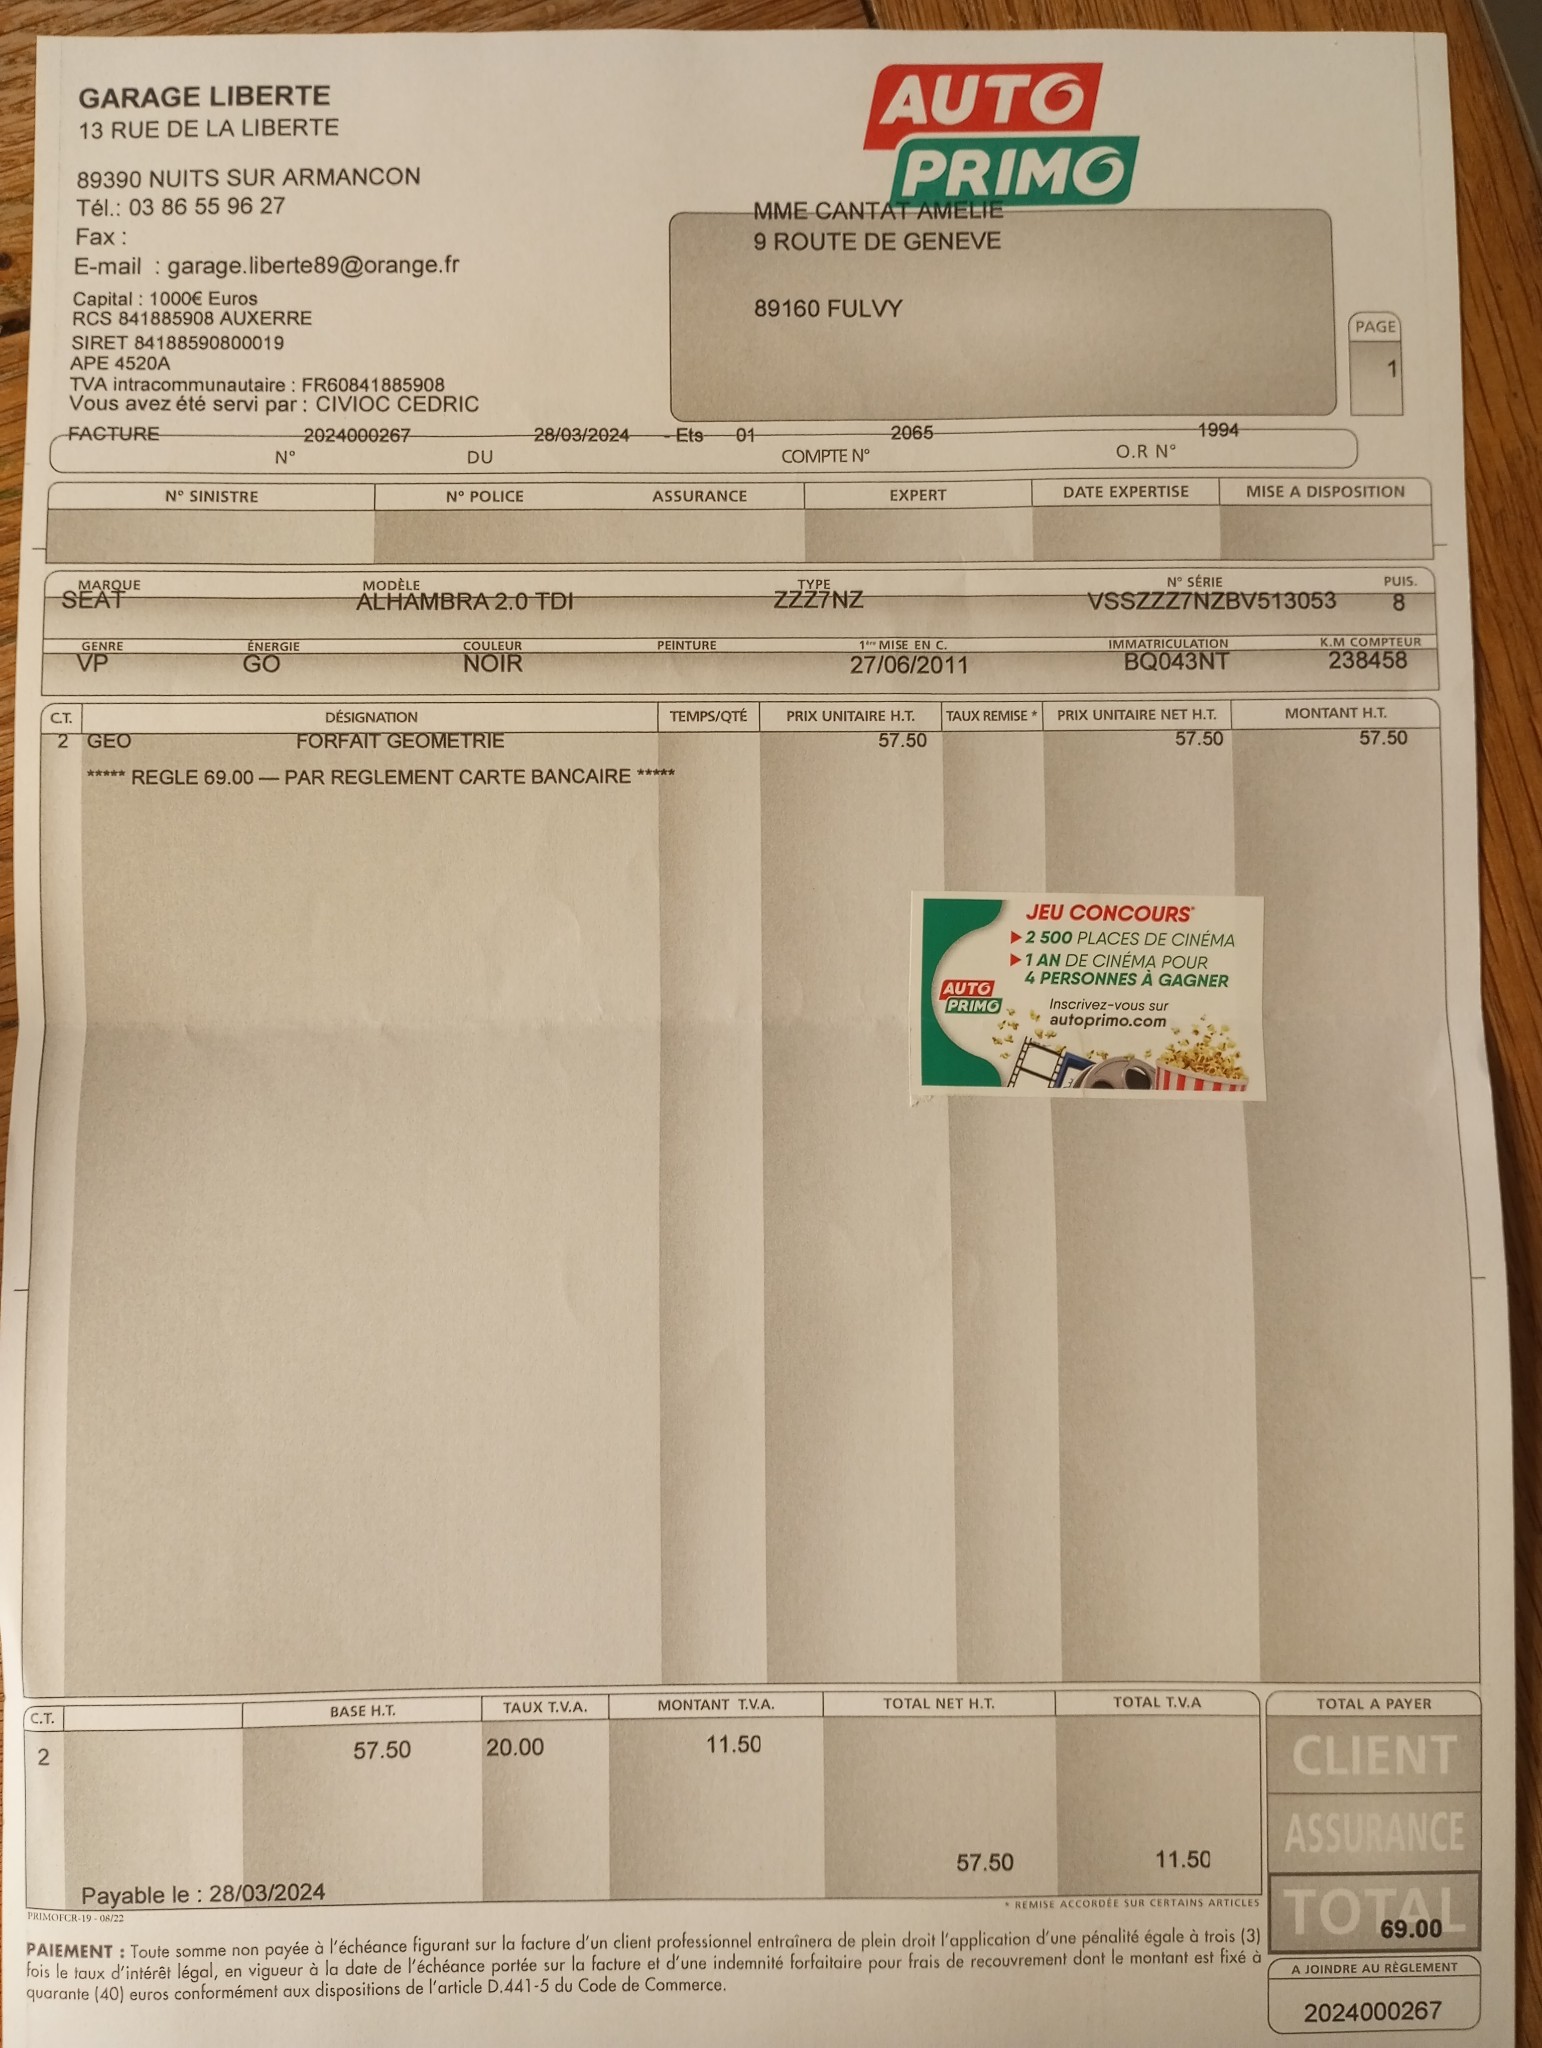 GARAGE LIBERTE
13 RUE DE LA LIBERTE
89390 NUITS SUR ARMANCON
Tél.: 03 86 55 96 27
Fax :
E-mail : garage.liberte89@orange.fr
Capital : 1000€ Euros
RCS 841885908 AUXERRE
SIRET 84188590800019
APE 4520A
TVA intracommunautaire : FR60841885908
Vous avez été servi par : CIVIOC CEDRIC
AUTO
PRIMO
MME CANTAT AMELIE
9 ROUTE DE GENEVE
89160 FULVY
PAGE
1
FACTURE 2024000267 28/03/2024 - Ets 01 2065 1994
N° DU COMPTE N° O.R N°
N° SINISTRE N° POLICE ASSURANCE EXPERT DATE EXPERTISE MISE A DISPOSITION
MARQUE MODÈLE TYPE N° SÉRIE PUIS.
SEAT ALHAMBRA 2.0 TDI ZZZ7NZ VSSZZZ7NZBV513053 8
GENRE ÉNERGIE COULEUR PEINTURE 1ère MISE EN C. IMMATRICULATION K.M COMPTEUR
VP GO NOIR 27/06/2011 BQ043NT 238458
C.T. DÉSIGNATION TEMPS/QTÉ PRIX UNITAIRE H.T. TAUX REMISE * PRIX UNITAIRE NET H.T. MONTANT H.T.
2 GEO FORFAIT GEOMETRIE 57.50 57.50 57.50
***** REGLE 69.00 — PAR REGLEMENT CARTE BANCAIRE *****
JEU CONCOURS*
2 500 PLACES DE CINÉMA
1 AN DE CINÉMA POUR
4 PERSONNES À GAGNER
AUTO
PRIMO
Inscrivez-vous sur
autoprimo.com
C.T. BASE H.T. TAUX T.V.A. MONTANT T.V.A. TOTAL NET H.T. TOTAL T.V.A TOTAL A PAYER
2 57.50 20.00 11.50
CLIENT
ASSURANCE
57.50 11.50
Payable le : 28/03/2024
TOTAL 69.00
* REMISE ACCORDÉE SUR CERTAINS ARTICLES
PRIMOFCR-19 - 08/22
PAIEMENT : Toute somme non payée à l'échéance figurant sur la facture d'un client professionnel entraînera de plein droit l'application d'une pénalité égale à trois (3)
fois le taux d'intérêt légal, en vigueur à la date de l'échéance portée sur la facture et d'une indemnité forfaitaire pour frais de recouvrement dont le montant est fixé à
quarante (40) euros conformément aux dispositions de l'article D.441-5 du Code de Commerce.
A JOINDRE AU RÈGLEMENT
2024000267